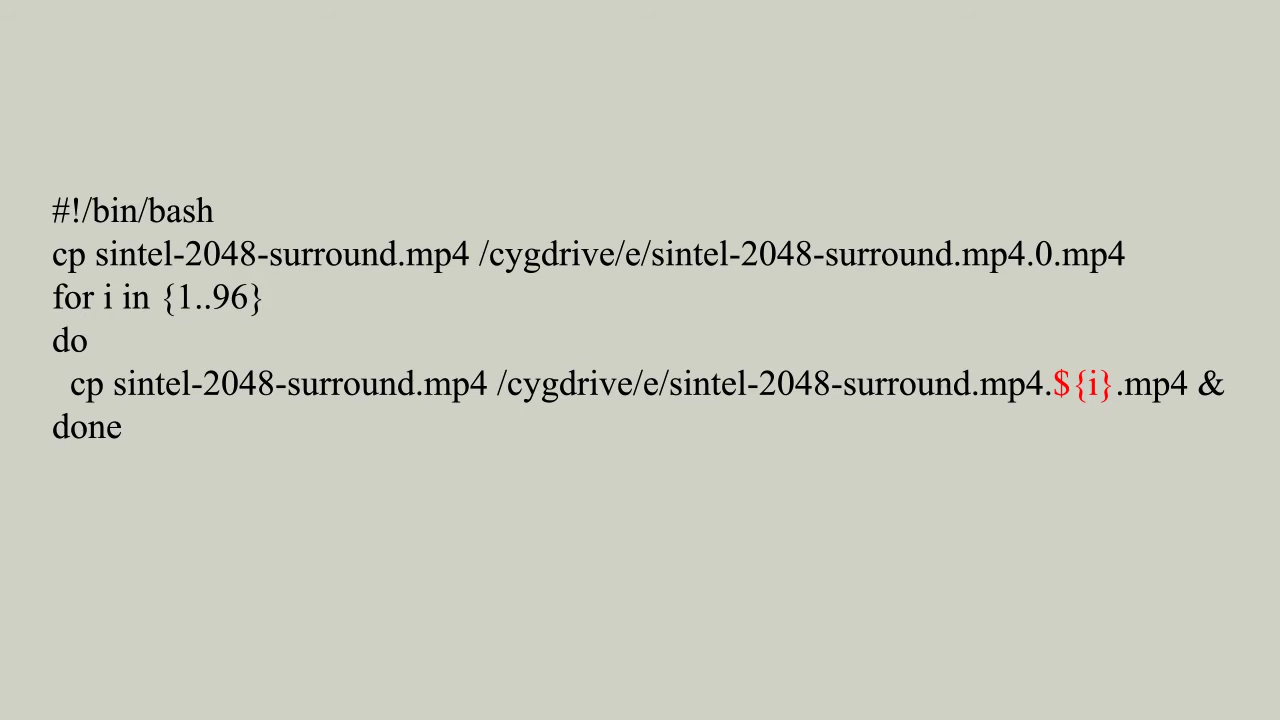 #!/bin/bash
cp sintel-2048-surround.mp4 /cygdrive/e/sintel-2048-surround.mp4.0.mp4
for i in {1..96}
do
  cp sintel-2048-surround.mp4 /cygdrive/e/sintel-2048-surround.mp4.${i}.mp4 &
done